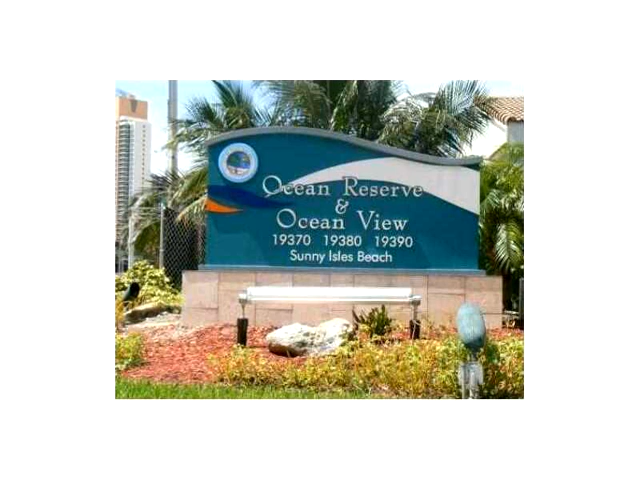 Ocean Reserve
&
Ocean View
19370 19380 19390
Sunny Isles Beach